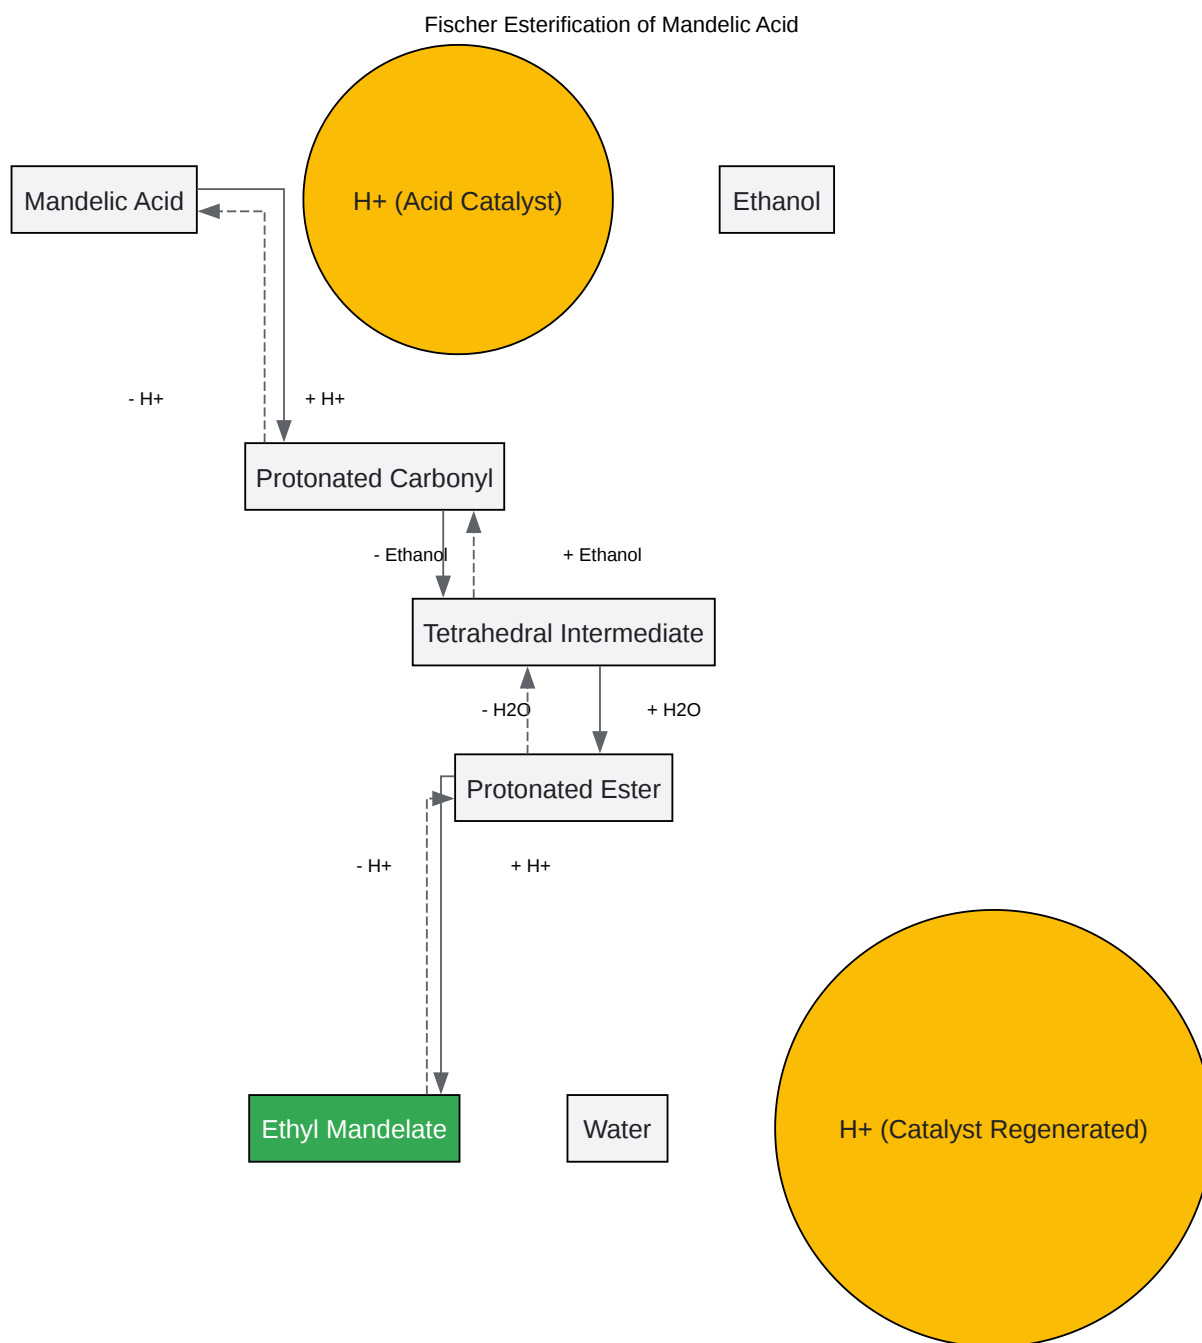 Fischer Esterification of Mandelic Acid
Mandelic Acid
H+ (Acid Catalyst)
Ethanol
- H+
+ H+
Protonated Carbonyl
- Ethanol
+ Ethanol
Tetrahedral Intermediate
- H2O
+ H2O
Protonated Ester
- H+
+ H+
Ethyl Mandelate
Water
H+ (Catalyst Regenerated)